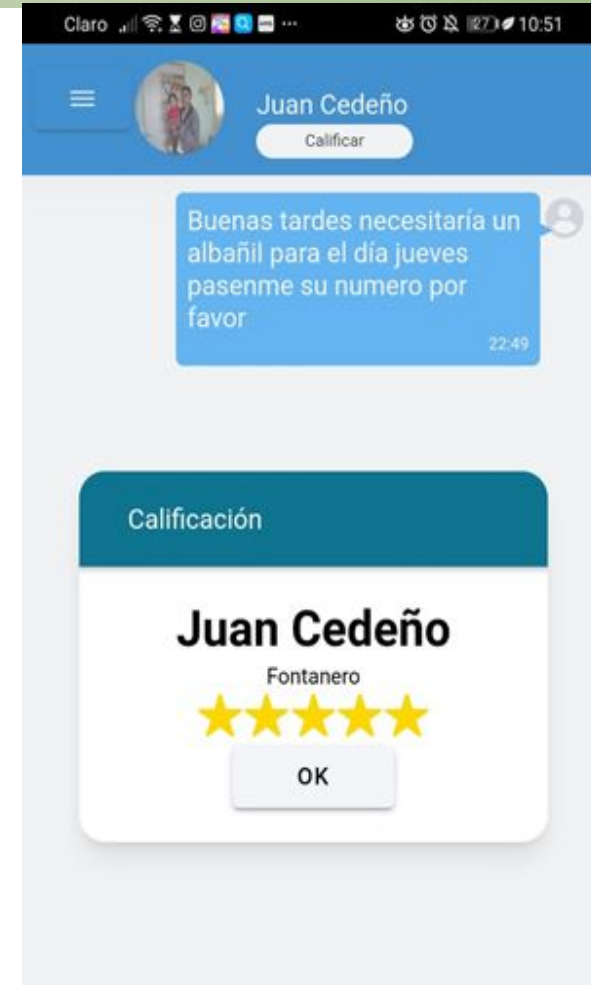 Claro 27 10:51
Juan Cedeño
Calificar
Buenas tardes necesitaría un
albañil para el día jueves
pasenme su numero por
favor
22:49
Calificación
Juan Cedeño
Fontanero
OK